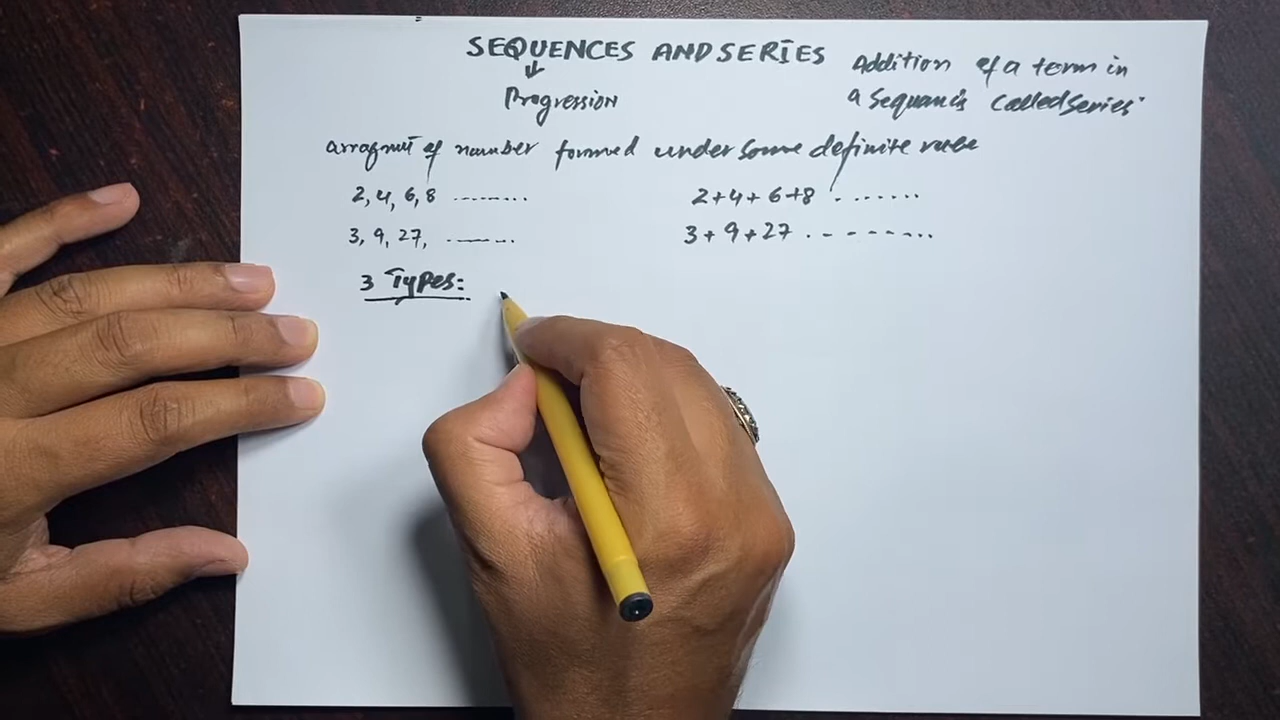 SEQUENCES AND SERIES
Progression
Addition of a term in
a sequence is called series
arragmnt of number formed under some definite rule
2, 4, 6, 8 .........
2+4+6+8 .......
3, 9, 27, ........
3+9+27 .........
3 Types: